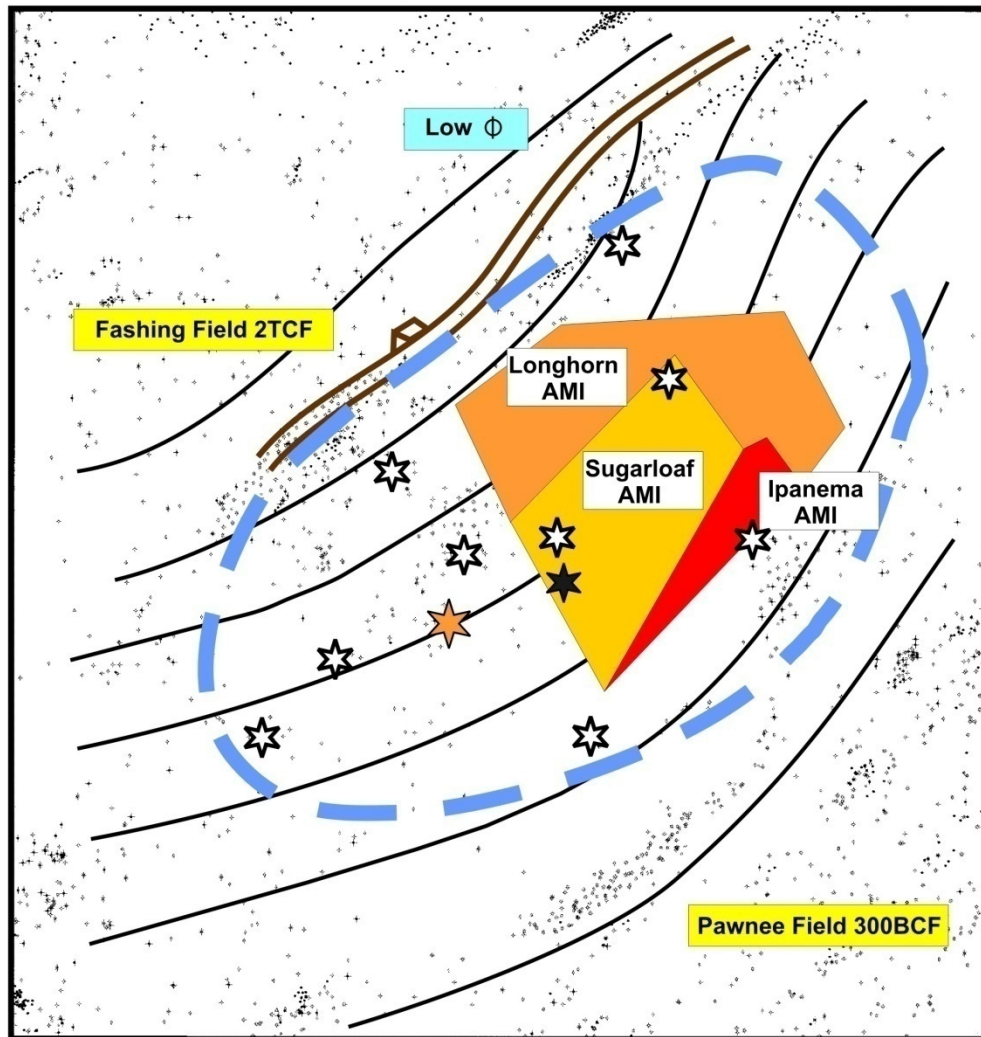 Low Φ
Fashing Field 2TCF
Longhorn
AMI
Sugarloaf
AMI
Ipanema
AMI
Pawnee Field 300BCF